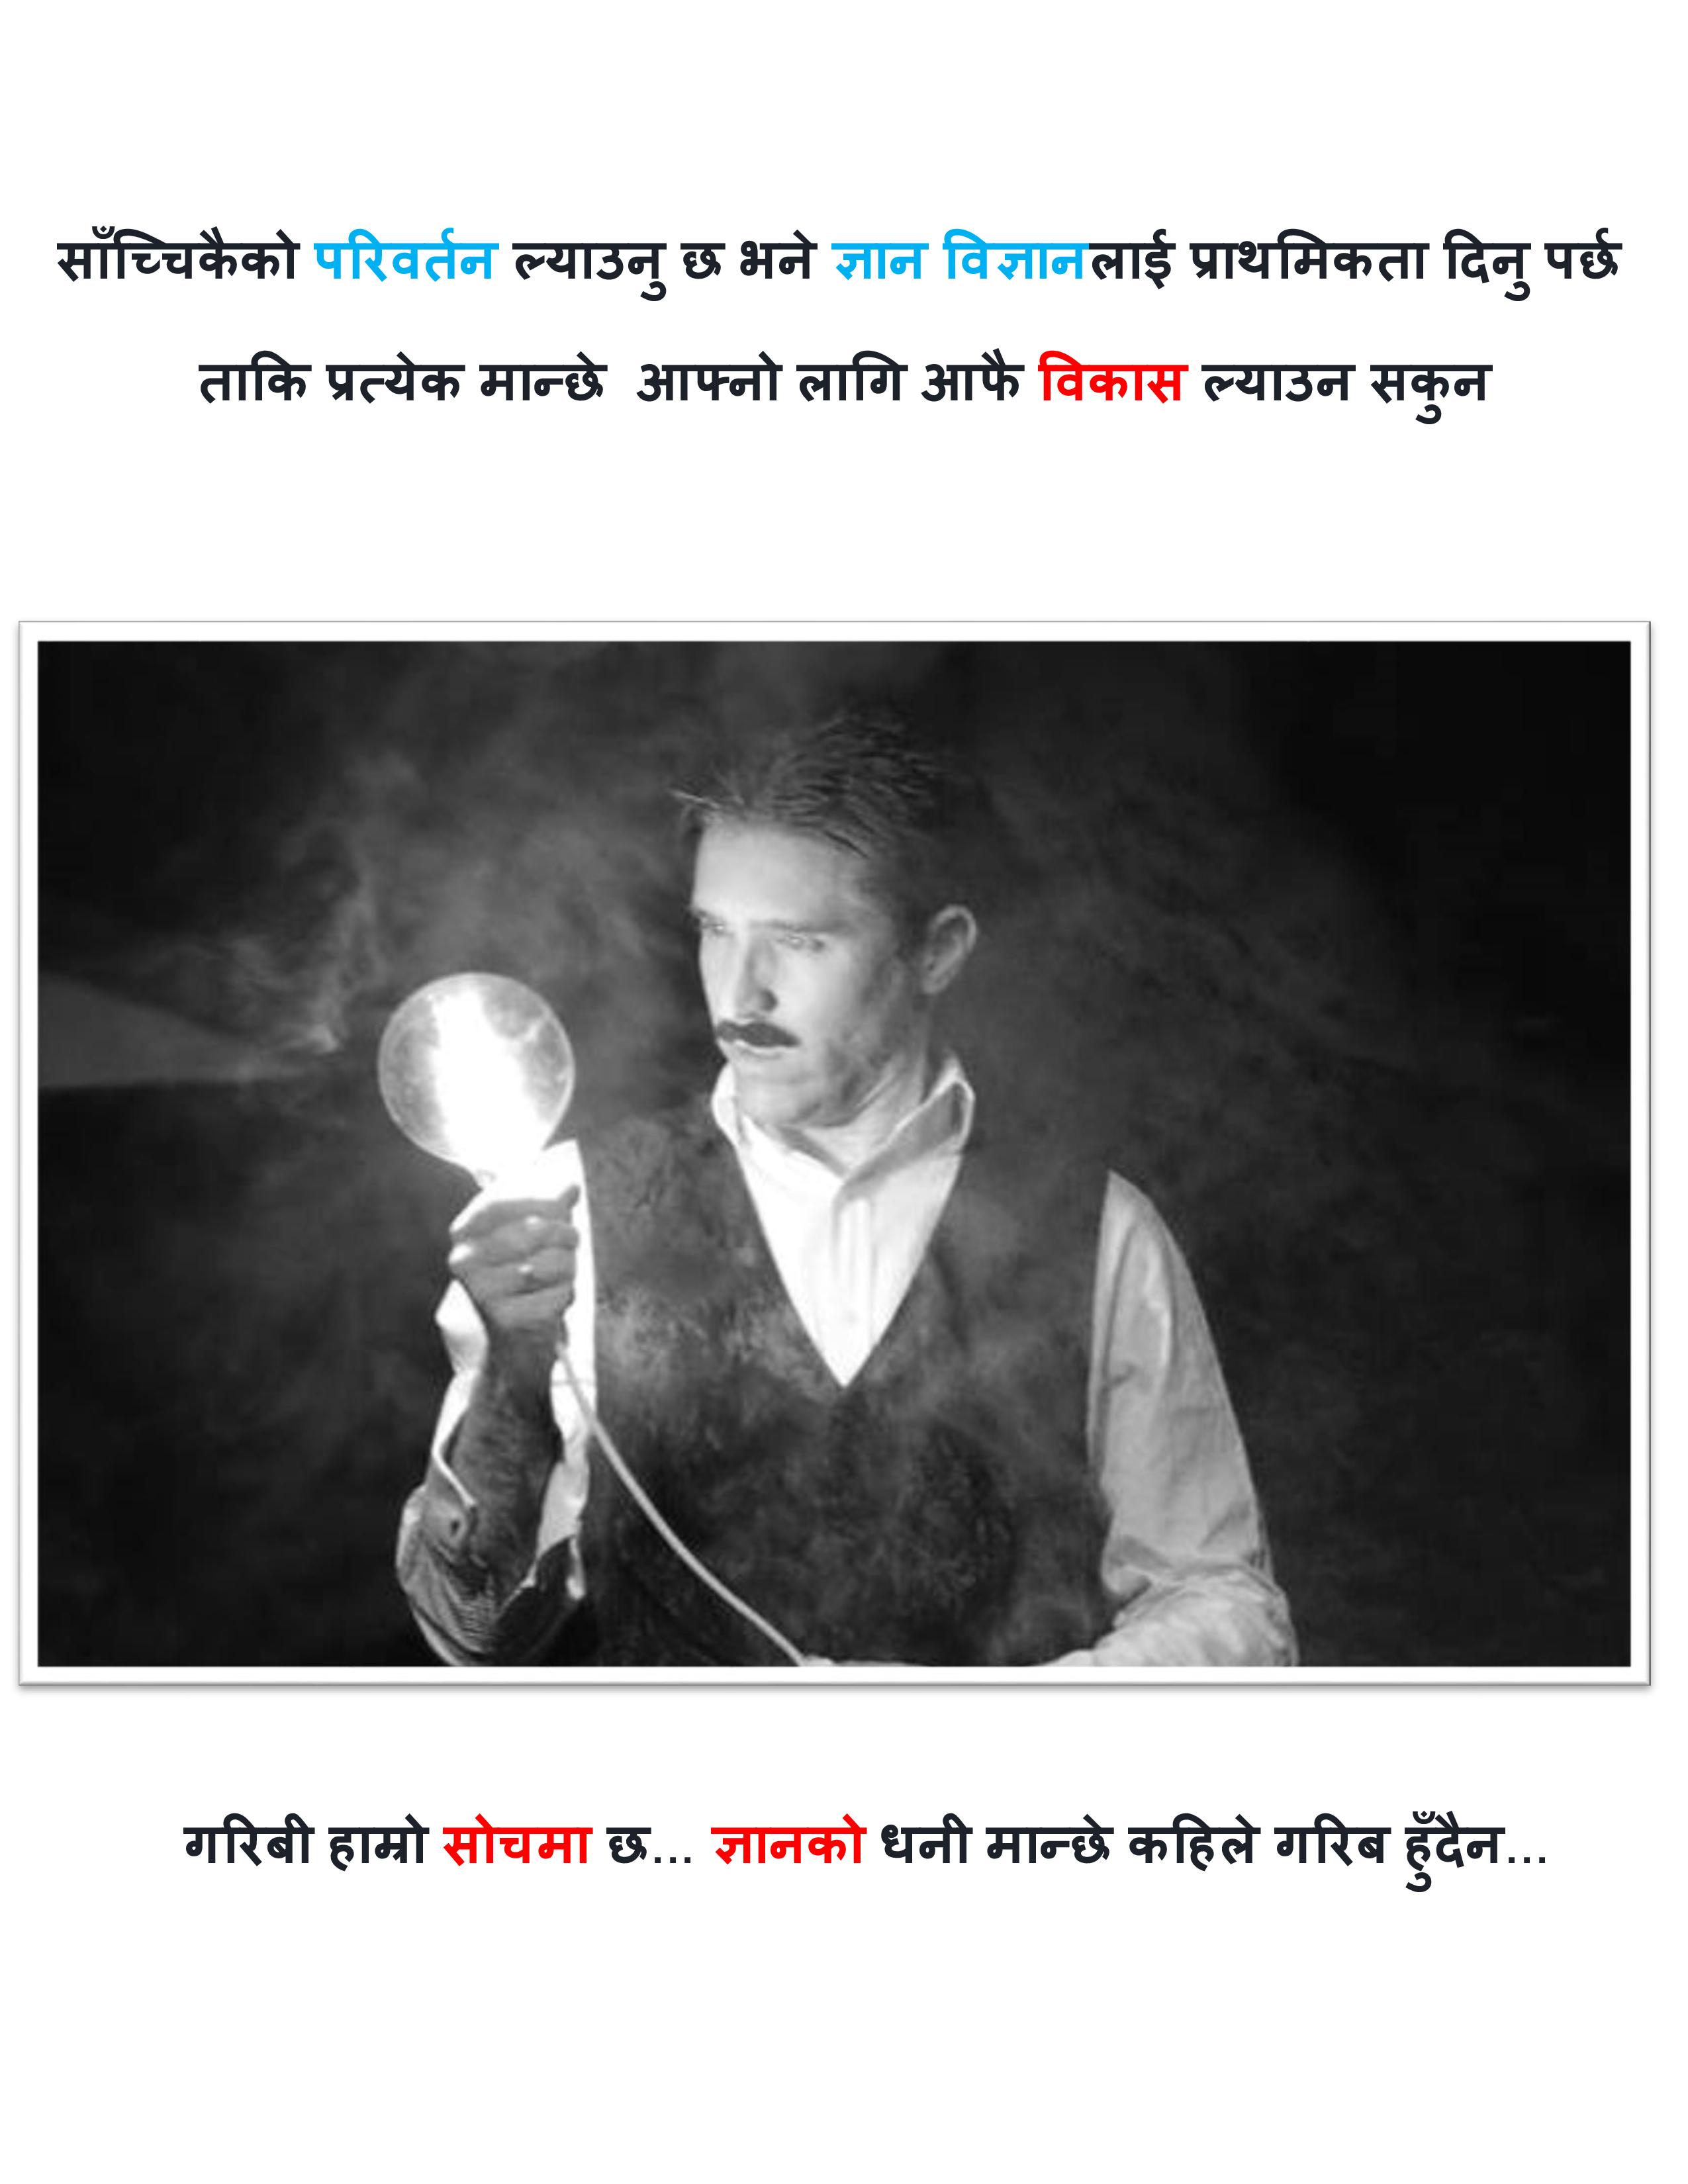 साँच्चिकैको परिवर्तन ल्याउनु छ भने ज्ञान विज्ञानलाई प्राथमिकता दिनु पर्छ
ताकि प्रत्येक मान्छे आफ्नो लागि आफै विकास ल्याउन सकुन
गरिबी हाम्रो सोचमा छ... ज्ञानको धनी मान्छे कहिले गरिब हुँदैन...